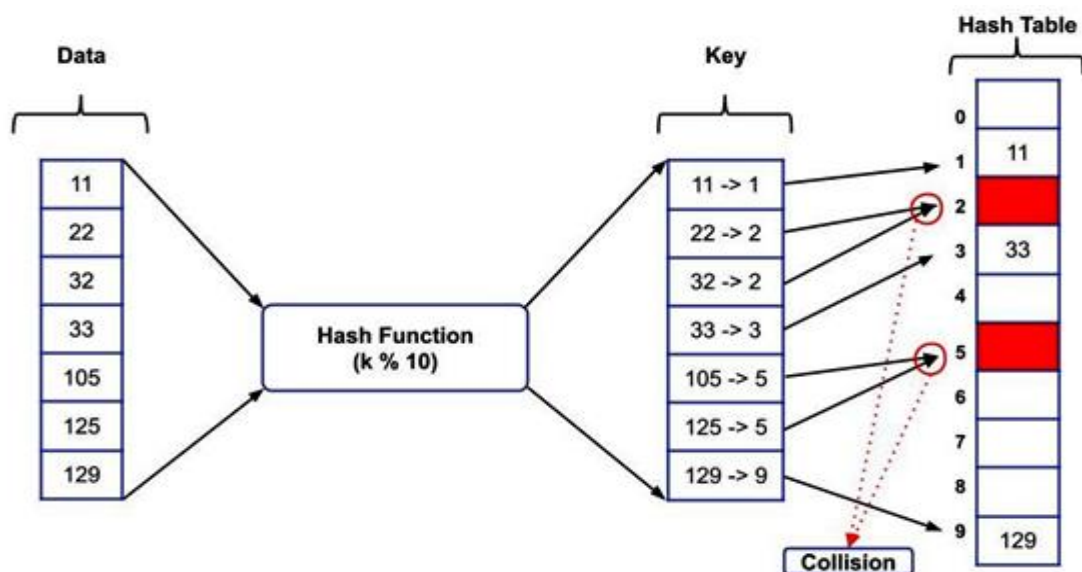 Data
11
22
32
33
105
125
129
Hash Function
(k % 10)
Key
11 -> 1
22 -> 2
32 -> 2
33 -> 3
105 -> 5
125 -> 5
129 -> 9
Collision
Hash Table
0
1 11
2
3 33
4
5
6
7
8
9 129